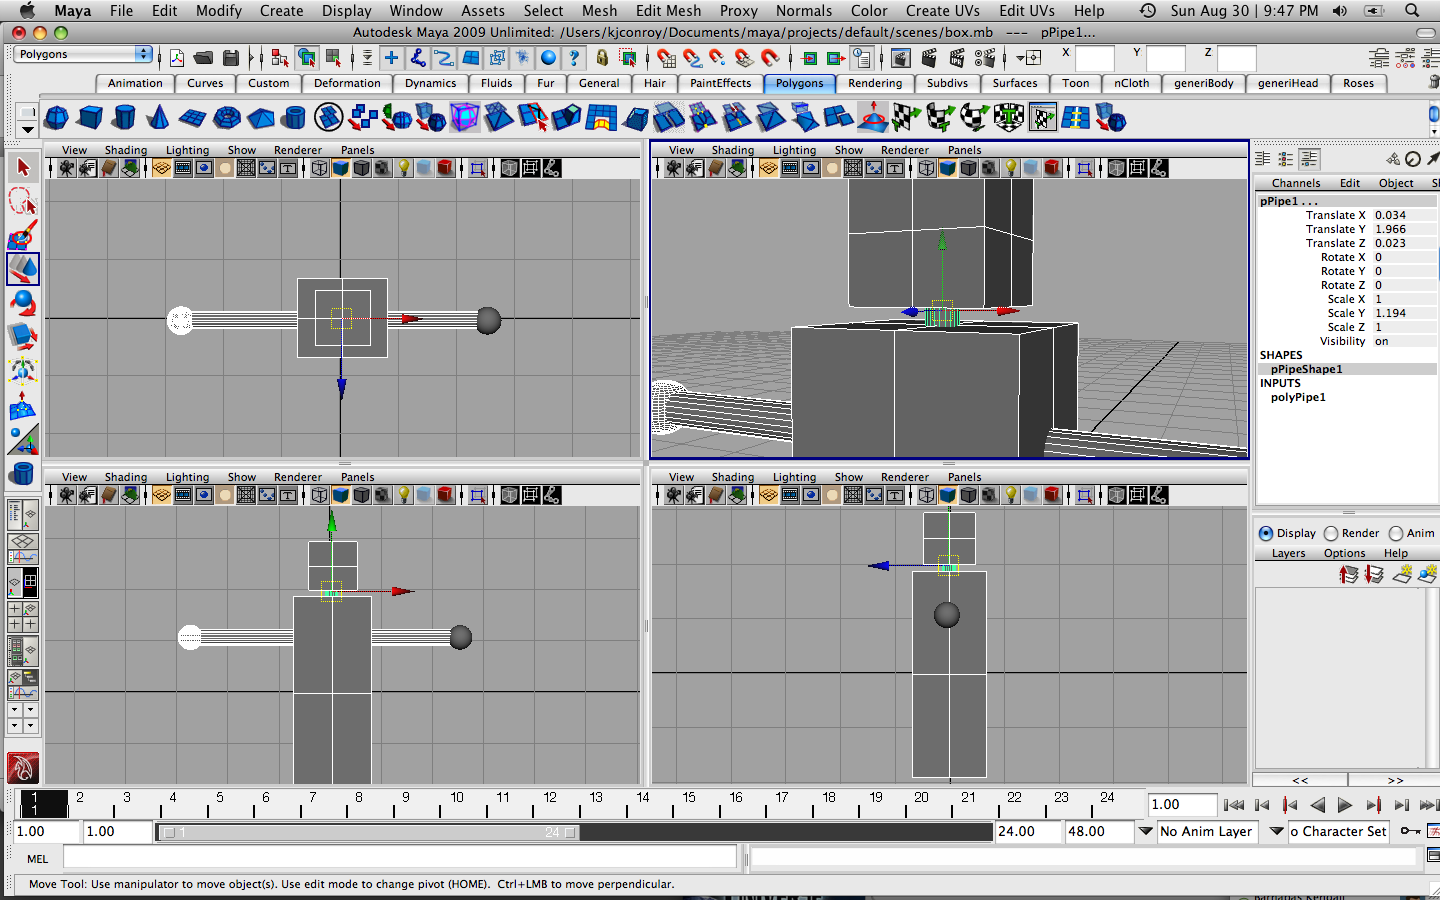 Maya File Edit Modify Create Display Window Assets Select Mesh Edit Mesh Proxy Normals Color Create UVs Edit UVs Help Sun Aug 30 9:47 PM
Autodesk Maya 2009 Unlimited: /Users/kjconroy/Documents/maya/projects/default/scenes/box.mb --- pPipe1...
Polygons X Y Z
Animation Curves Custom Deformation Dynamics Fluids Fur General Hair PaintEffects Polygons Rendering Subdivs Surfaces Toon nCloth generiBody generiHead Roses
View Shading Lighting Show Renderer Panels
View Shading Lighting Show Renderer Panels
Channels Edit Object
pPipe1 . . .
Translate X 0.034
Translate Y 1.966
Translate Z 0.023
Rotate X 0
Rotate Y 0
Rotate Z 0
Scale X 1
Scale Y 1.194
Scale Z 1
Visibility on
SHAPES
pPipeShape1
INPUTS
polyPipe1
View Shading Lighting Show Renderer Panels
View Shading Lighting Show Renderer Panels
Display Render Anim
Layers Options Help
<< >>
1 2 3 4 5 6 7 8 9 10 11 12 13 14 15 16 17 18 19 20 21 22 23 24
1 1.00
1.00 1.00 1 24 24.00 48.00 No Anim Layer o Character Set
MEL
Move Tool: Use manipulator to move object(s). Use edit mode to change pivot (HOME). Ctrl+LMB to move perpendicular.